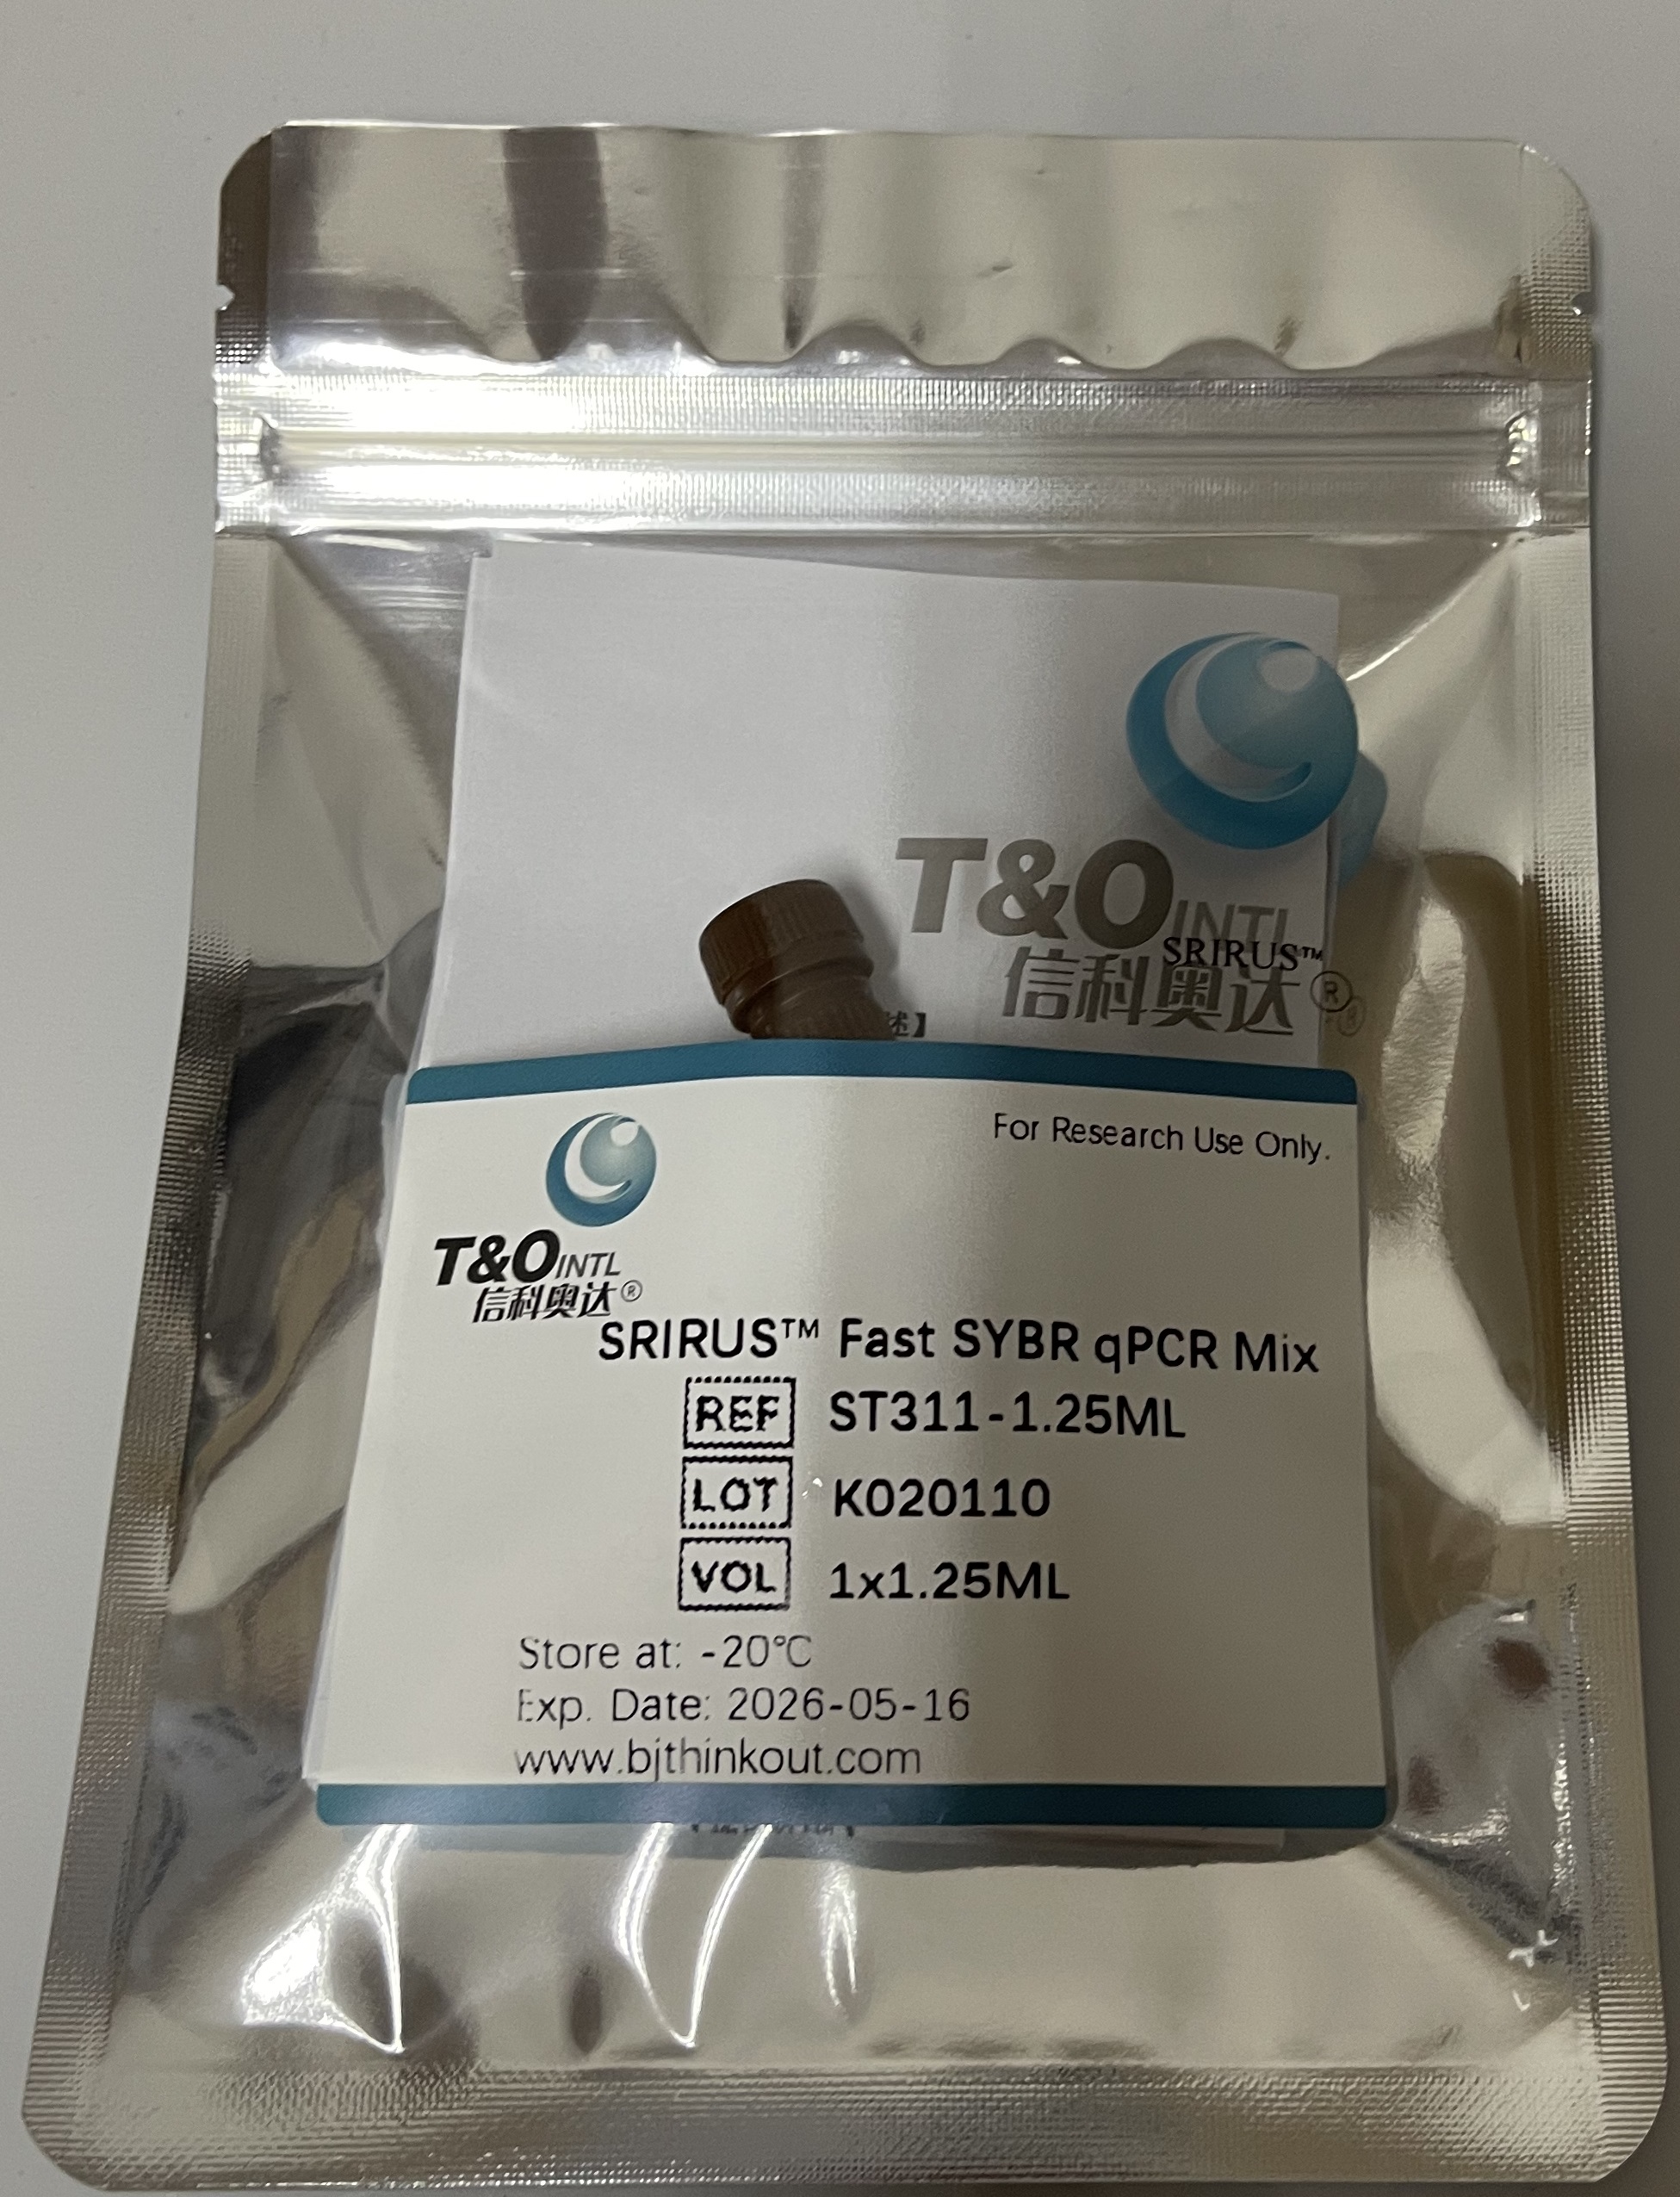 T&O INTL
SRIRUS™
信科奥达®
述】
For Research Use Only.
T&O INTL
信科奥达®
SRIRUS™ Fast SYBR qPCR Mix
REF ST311-1.25ML
LOT K020110
VOL 1x1.25ML
Store at: -20℃
Exp. Date: 2026-05-16
www.bjthinkout.com